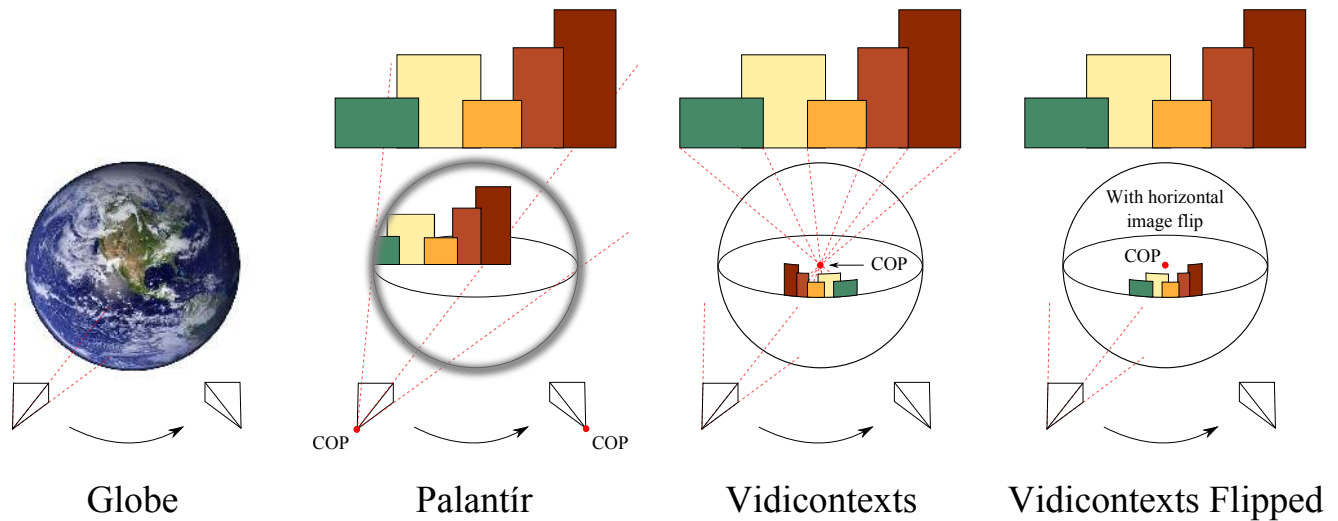 With horizontal
image flip
COP
COP
COP
COP
Globe
Palantír
Vidicontexts
Vidicontexts Flipped